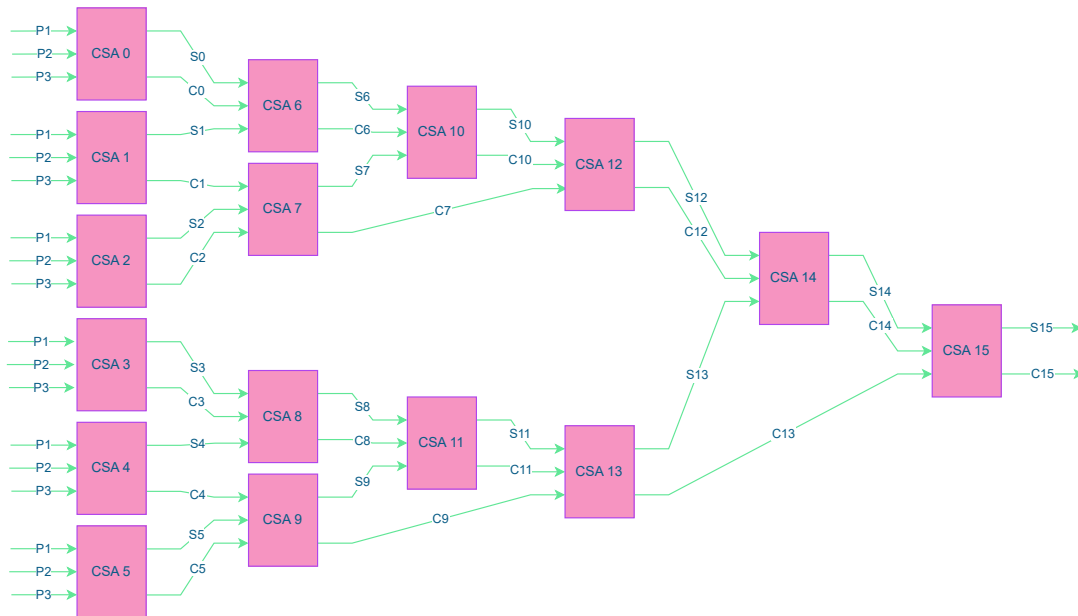 P1
P2
P3
CSA 0
S0
C0
P1
P2
P3
CSA 1
S1
C1
P1
P2
P3
CSA 2
S2
C2
P1
P2
P3
CSA 3
S3
C3
P1
P2
P3
CSA 4
S4
C4
P1
P2
P3
CSA 5
S5
C5
CSA 6
S6
C6
CSA 7
S7
C7
CSA 8
S8
C8
CSA 9
S9
C9
CSA 10
S10
C10
CSA 11
S11
C11
CSA 12
S12
C12
CSA 13
S13
C13
CSA 14
S14
C14
CSA 15
S15
C15